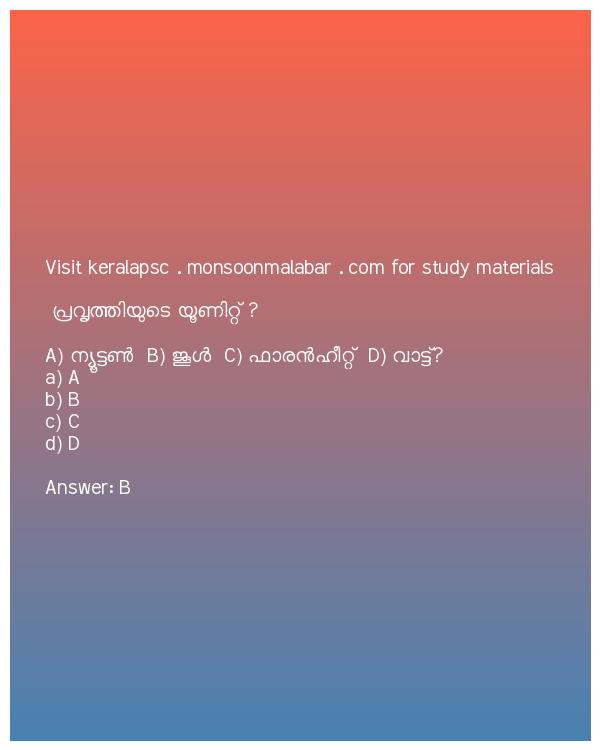 Visit keralapsc . monsoonmalabar . com for study materials
പ്രവൃത്തിയുടെ യൂണിറ്റ് ?
A) ന്യൂട്ടൺ B) ജൂൾ C) ഫാരൻഹീറ്റ് D) വാട്ട്?
a) A
b) B
c) C
d) D
Answer: B